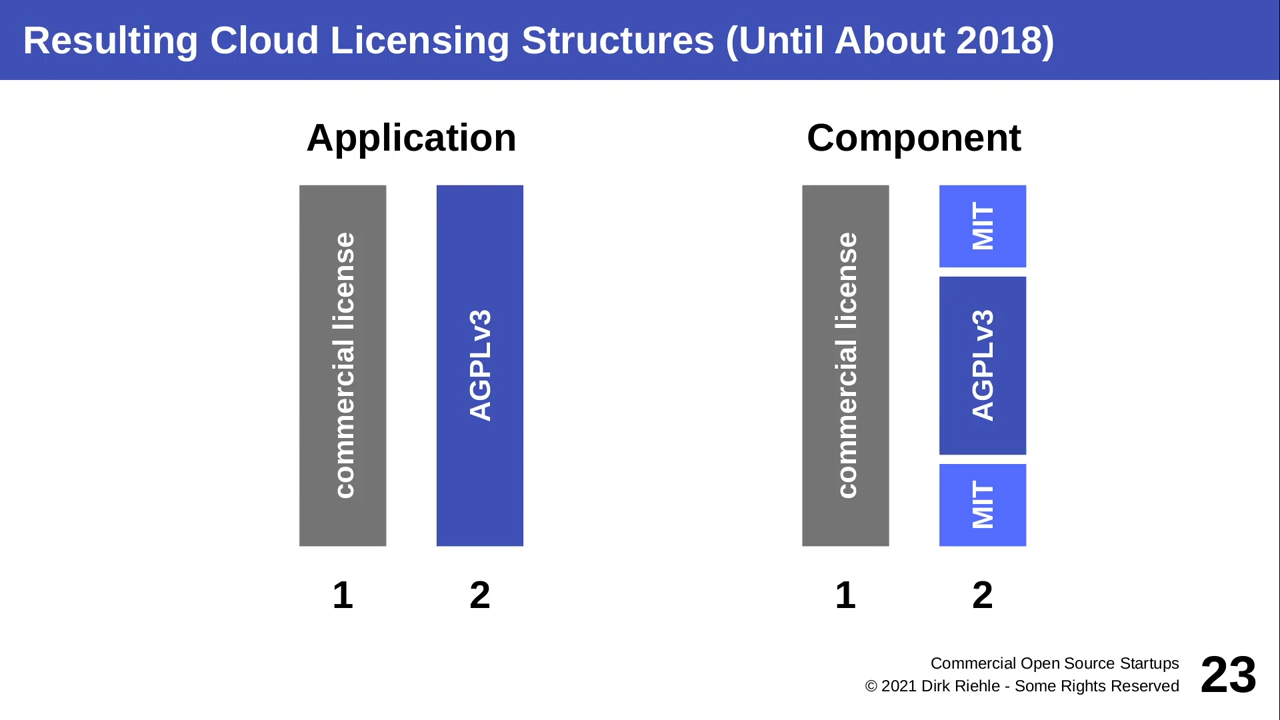 Resulting Cloud Licensing Structures (Until About 2018)
Application
commercial license
AGPLv3
1
2
Component
commercial license
MIT
AGPLv3
MIT
1
2
Commercial Open Source Startups
© 2021 Dirk Riehle - Some Rights Reserved
23